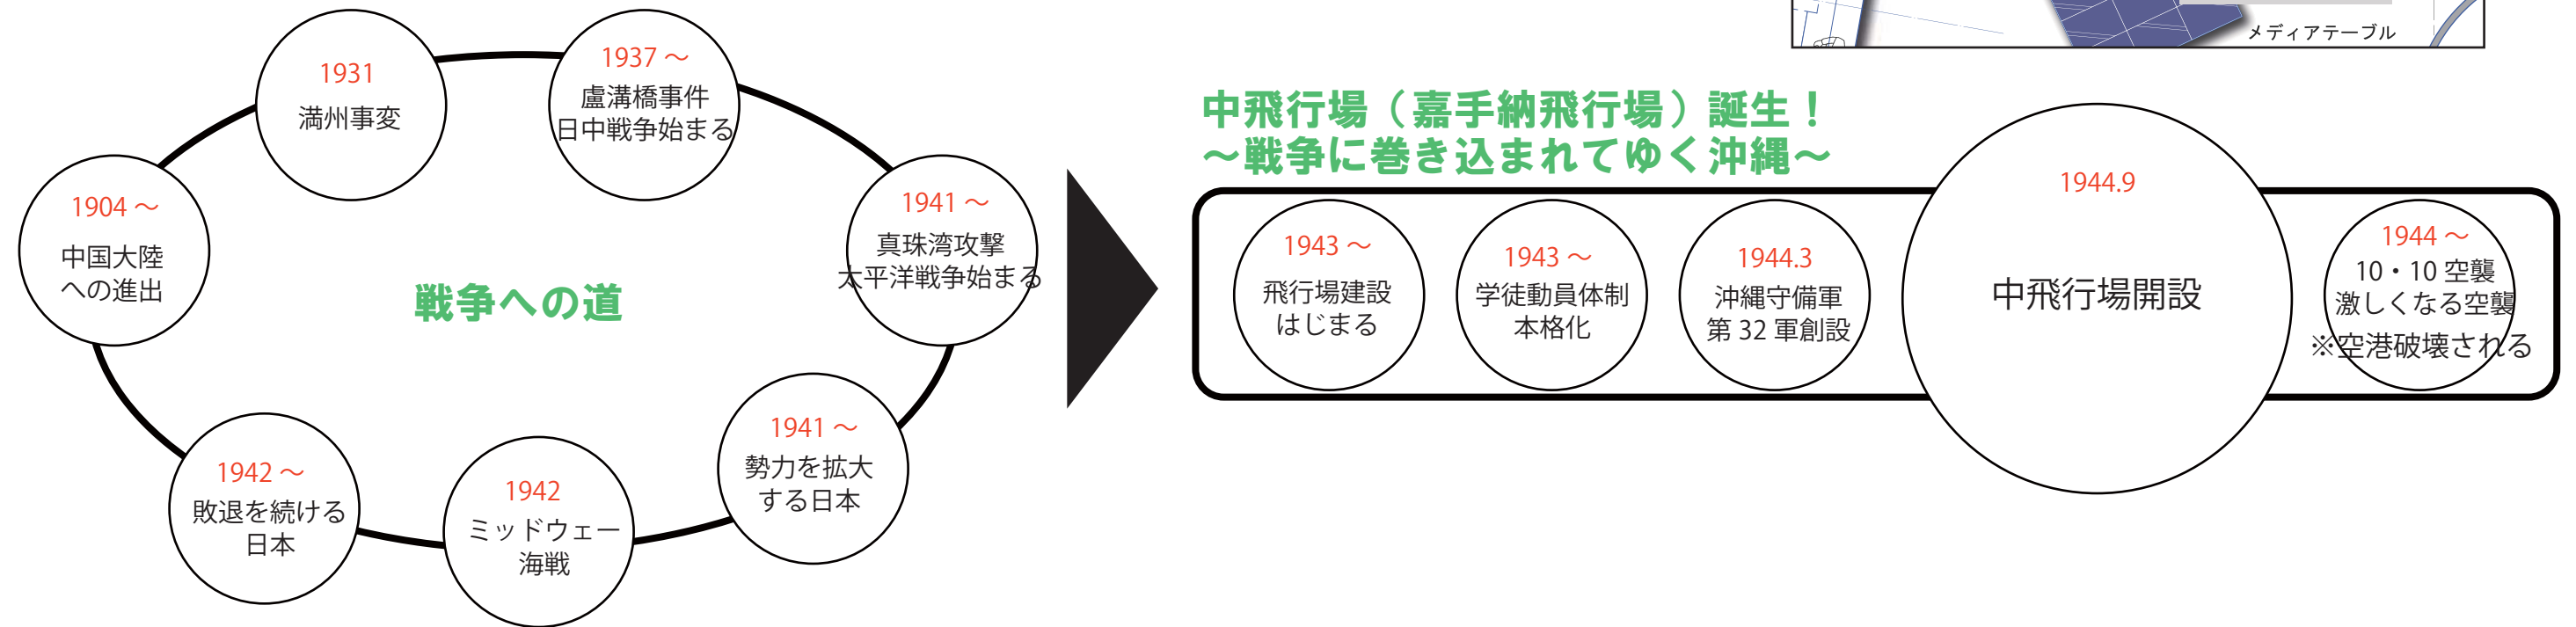 メディアテーブル
戦争への道
1904 ～
中国大陸
への進出
1931
満州事変
1937 ～
盧溝橋事件
日中戦争始まる
1941 ～
真珠湾攻撃
太平洋戦争始まる
1941 ～
勢力を拡大
する日本
1942
ミッドウェー
海戦
1942 ～
敗退を続ける
日本
中飛行場（嘉手納飛行場）誕生！
～戦争に巻き込まれてゆく沖縄～
1943 ～
飛行場建設
はじまる
1943 ～
学徒動員体制
本格化
1944.3
沖縄守備軍
第 32 軍創設
1944.9
中飛行場開設
1944 ～
10・10 空襲
激しくなる空襲
※空港破壊される